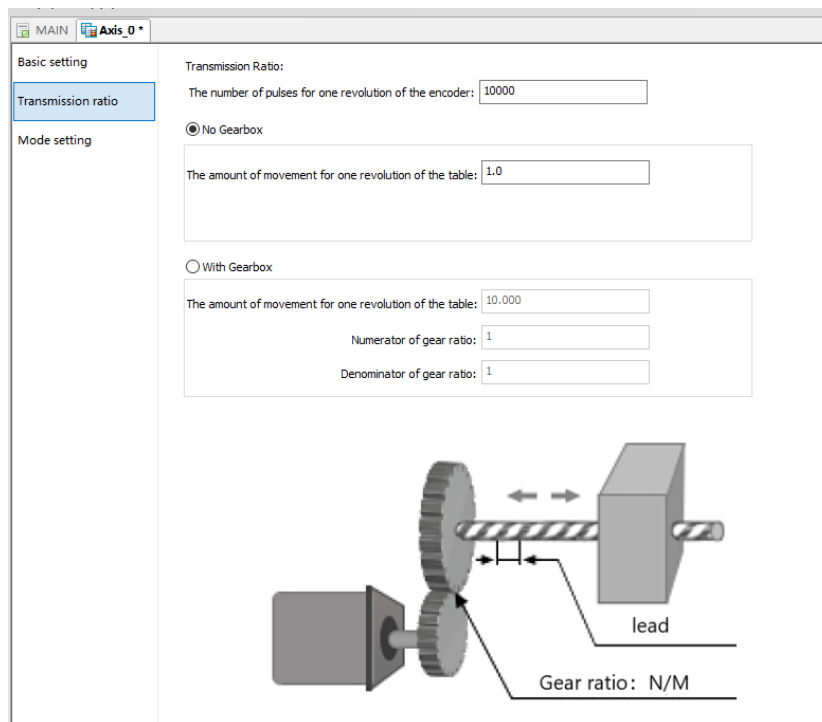 MAIN
Axis_0 *
Basic setting
Transmission ratio
Mode setting
Transmission Ratio:
The number of pulses for one revolution of the encoder: 10000
No Gearbox
The amount of movement for one revolution of the table: 1.0
With Gearbox
The amount of movement for one revolution of the table: 10.000
Numerator of gear ratio: 1
Denominator of gear ratio: 1
lead
Gear ratio: N/M